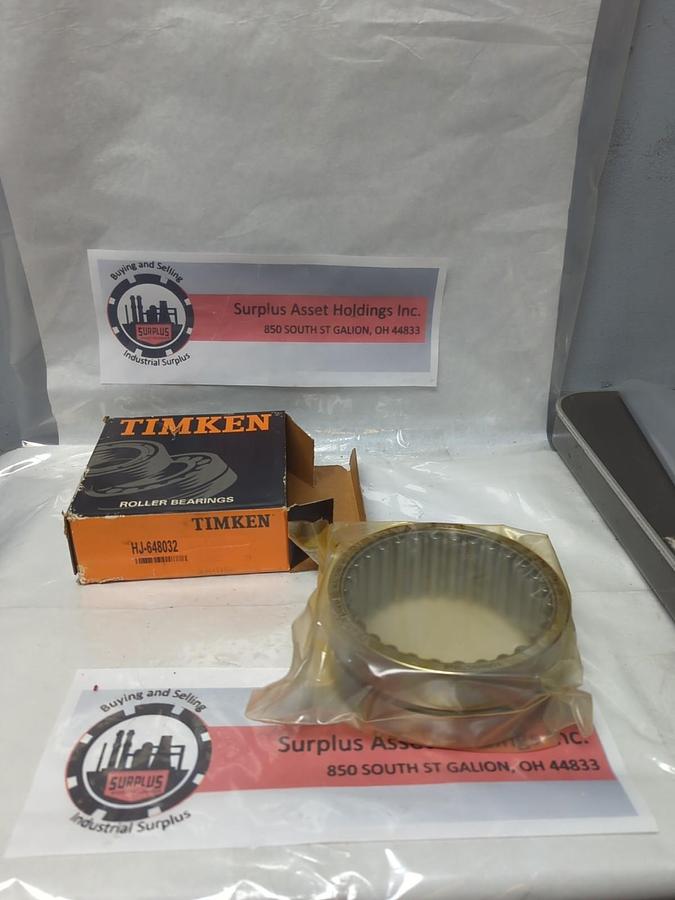 Buying and Selling
SURPLUS
Industrial Surplus
Surplus Asset Holdings Inc.
850 SOUTH ST GALION, OH 44833
TIMKEN
ROLLER BEARINGS
TIMKEN
HJ-648032
Buying and Selling
SURPLUS
Industrial Surplus
Surplus Inc.
850 SOUTH ST GALION, OH 44833